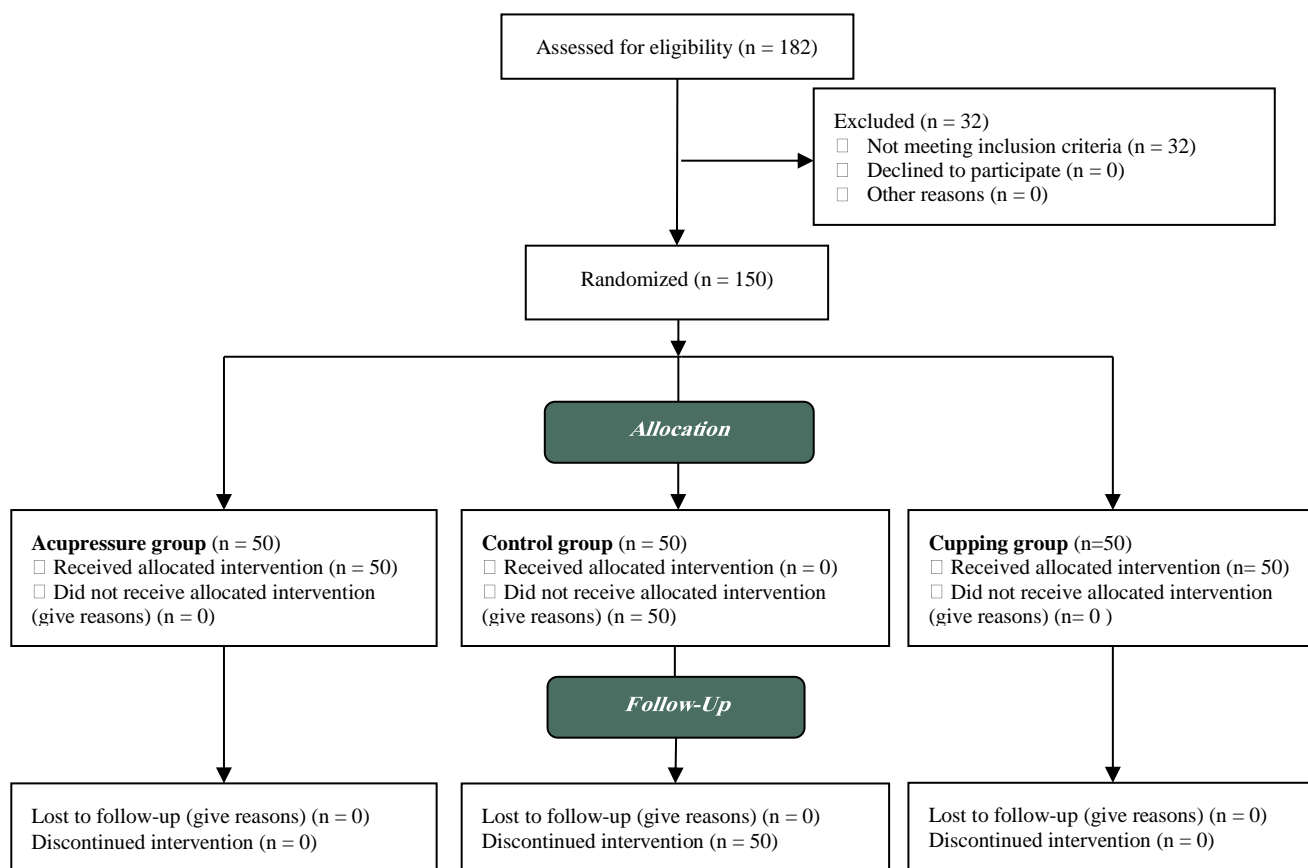 Assessed for eligibility (n = 182)
Excluded (n = 32)
Not meeting inclusion criteria (n = 32)
Declined to participate (n = 0)
Other reasons (n = 0)
Randomized (n = 150)
Allocation
Acupressure group (n = 50)
Received allocated intervention (n = 50)
Did not receive allocated intervention
(give reasons) (n = 0)
Control group (n = 50)
Received allocated intervention (n = 0)
Did not receive allocated intervention
(give reasons) (n = 50)
Cupping group (n=50)
Received allocated intervention (n= 50)
Did not receive allocated intervention
(give reasons) (n= 0 )
Follow-Up
Lost to follow-up (give reasons) (n = 0)
Discontinued intervention (n = 0)
Lost to follow-up (give reasons) (n = 0)
Discontinued intervention (n = 50)
Lost to follow-up (give reasons) (n = 0)
Discontinued intervention (n = 0)